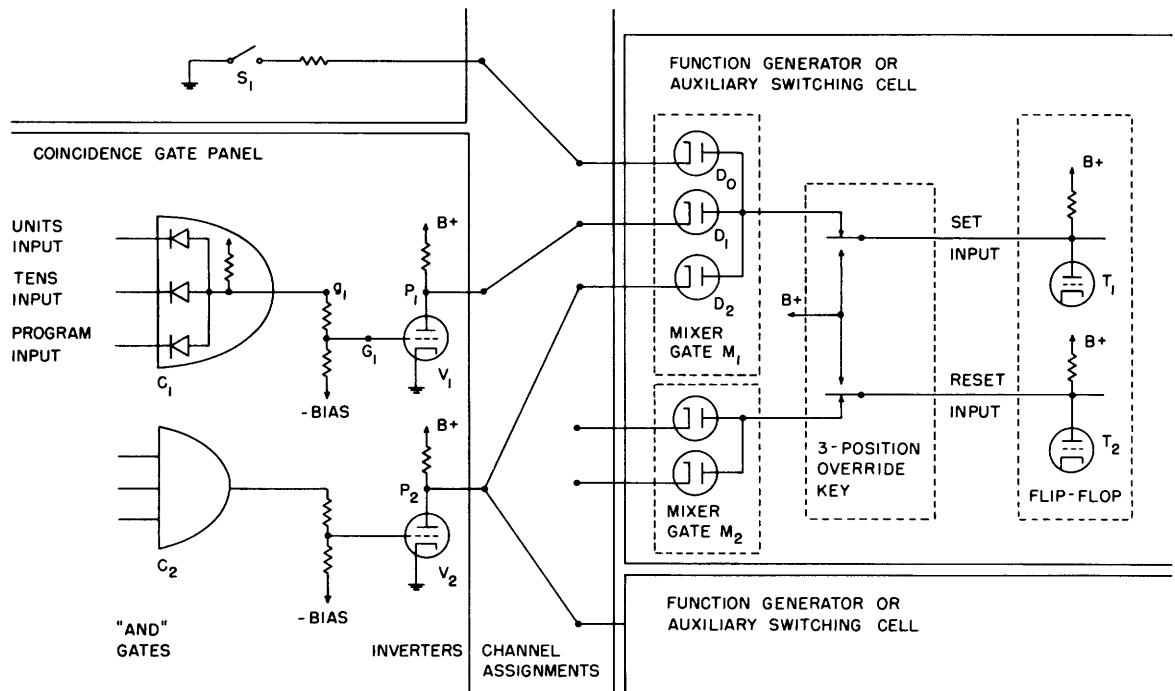 S1
COINCIDENCE GATE PANEL
UNITS
INPUT
TENS
INPUT
PROGRAM
INPUT
C1
g1
G1
-BIAS
B+
P1
V1
C2
-BIAS
B+
P2
V2
"AND"
GATES
INVERTERS
CHANNEL
ASSIGNMENTS
FUNCTION GENERATOR OR
AUXILIARY SWITCHING CELL
D0
D1
D2
MIXER
GATE M1
MIXER
GATE M2
B+
3-POSITION
OVERRIDE
KEY
SET
INPUT
RESET
INPUT
B+
T1
B+
T2
FLIP-FLOP
FUNCTION GENERATOR OR
AUXILIARY SWITCHING CELL